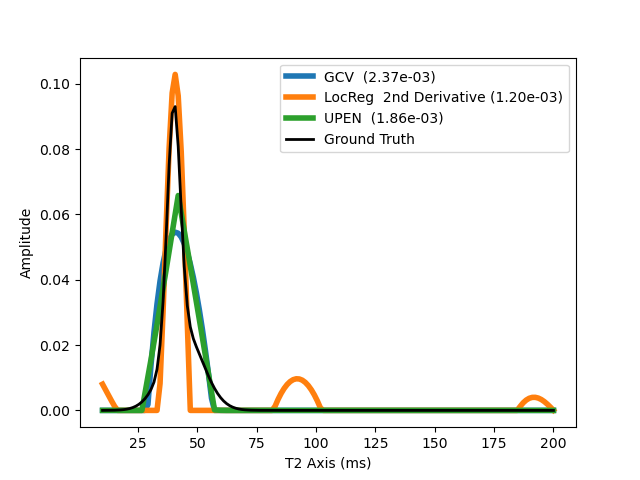 GCV (2.37e-03)
LocReg 2nd Derivative (1.20e-03)
UPEN (1.86e-03)
Ground Truth
Amplitude
0.10
0.08
0.06
0.04
0.02
0.00
25 50 75 100 125 150 175 200
T2 Axis (ms)